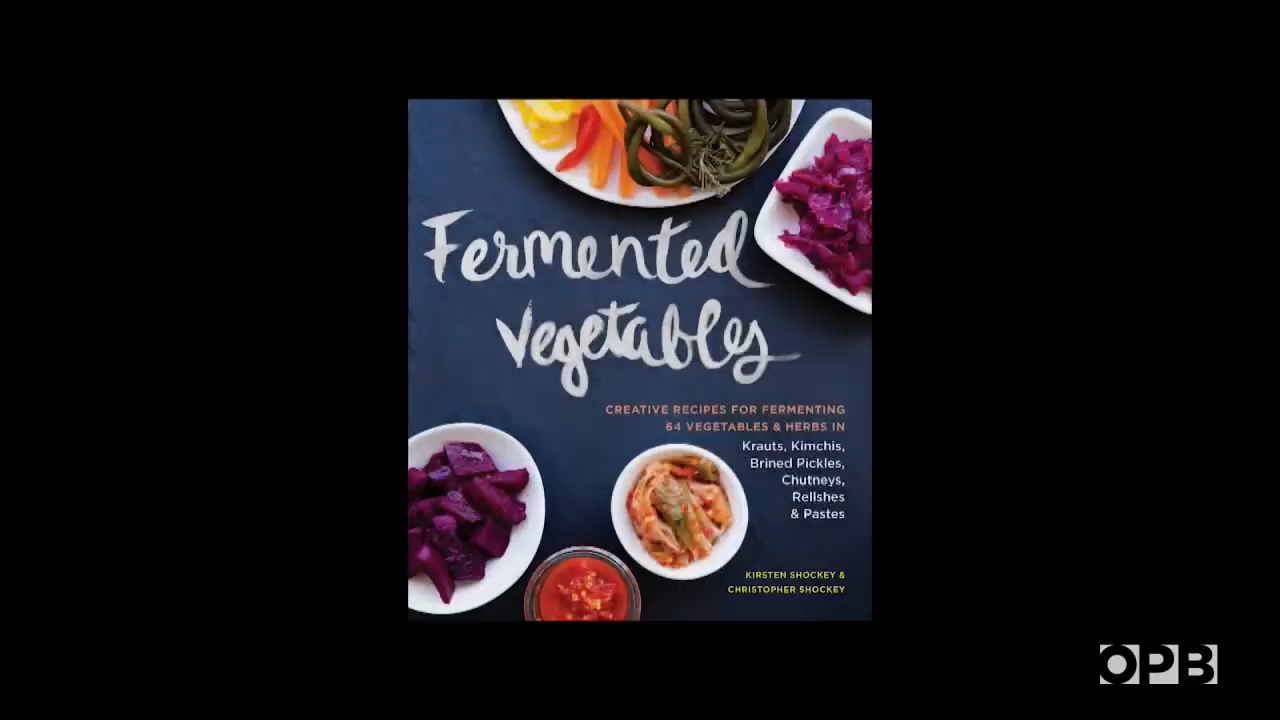 Fermented
Vegetables
CREATIVE RECIPES FOR FERMENTING
64 VEGETABLES & HERBS IN
Krauts, Kimchis,
Brined Pickles,
Chutneys,
Relishes
& Pastes
KIRSTEN SHOCKEY &
CHRISTOPHER SHOCKEY
OPB